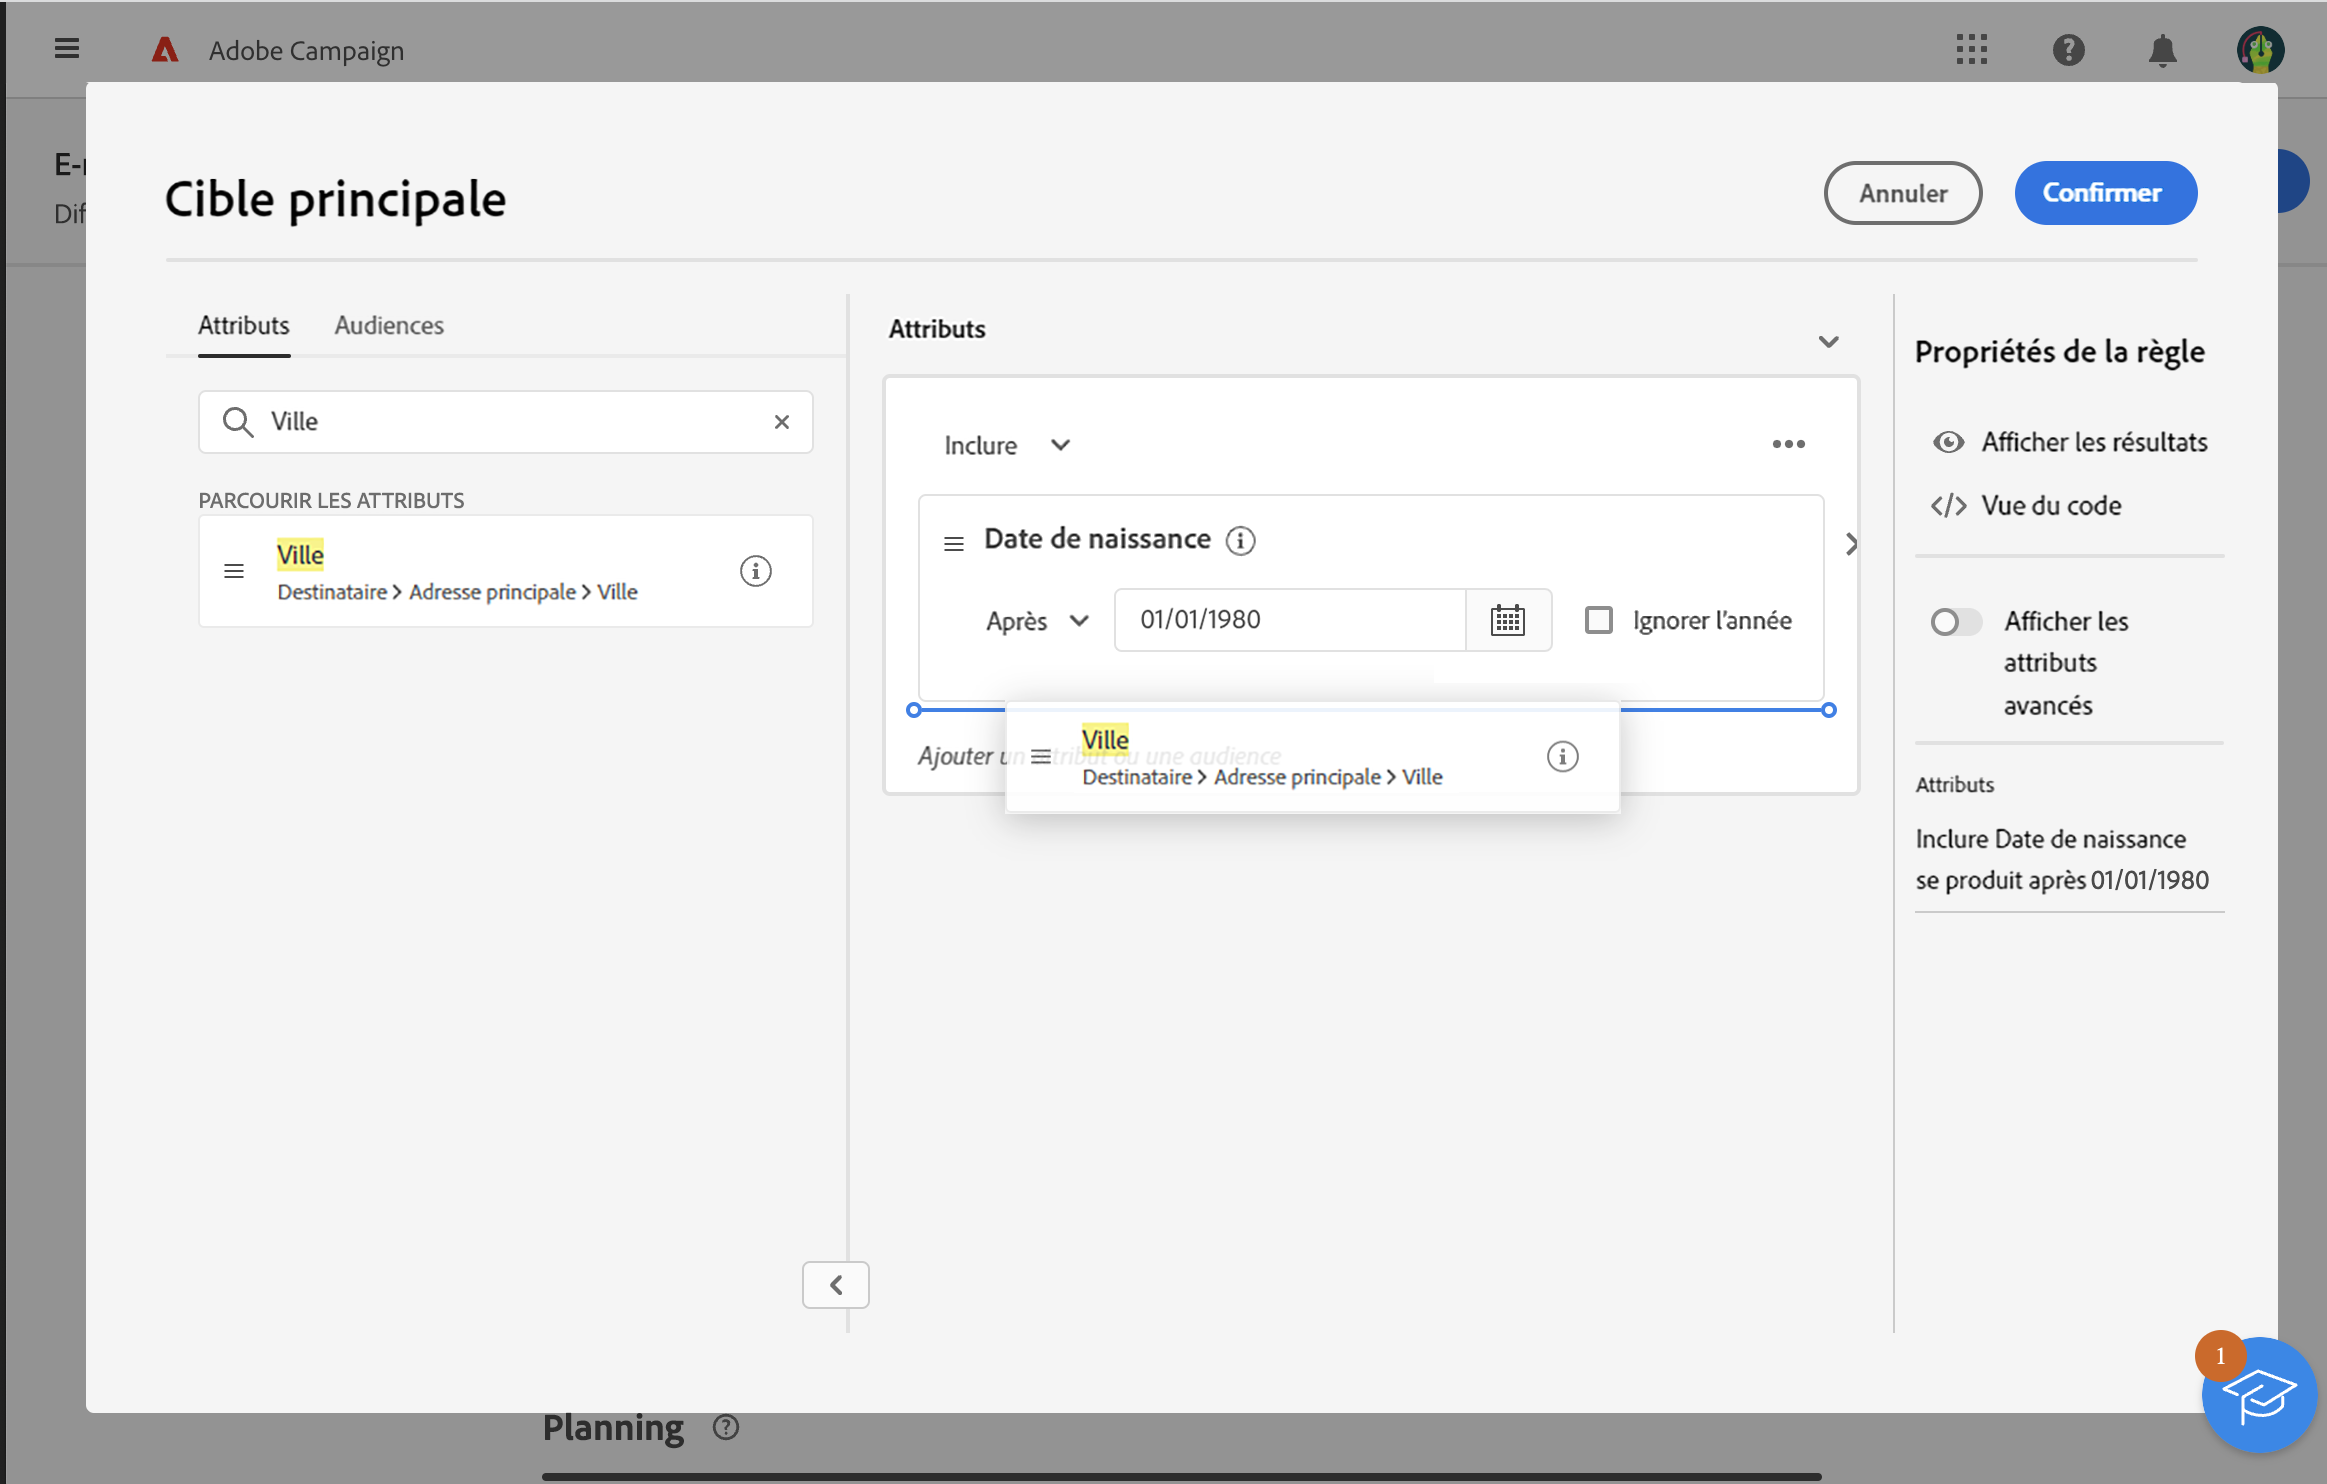 Adobe Campaign
E-
Dif
Cible principale
Annuler
Confirmer
Attributs
Audiences
Ville
PARCOURIR LES ATTRIBUTS
Ville
Destinataire > Adresse principale > Ville
Attributs
Inclure
Date de naissance
Après
01/01/1980
Ignorer l'année
Ajouter un attribut ou une audience
Ville
Destinataire > Adresse principale > Ville
Propriétés de la règle
Afficher les résultats
Vue du code
Afficher les
attributs
avancés
Attributs
Inclure Date de naissance
se produit après 01/01/1980
1
Planning